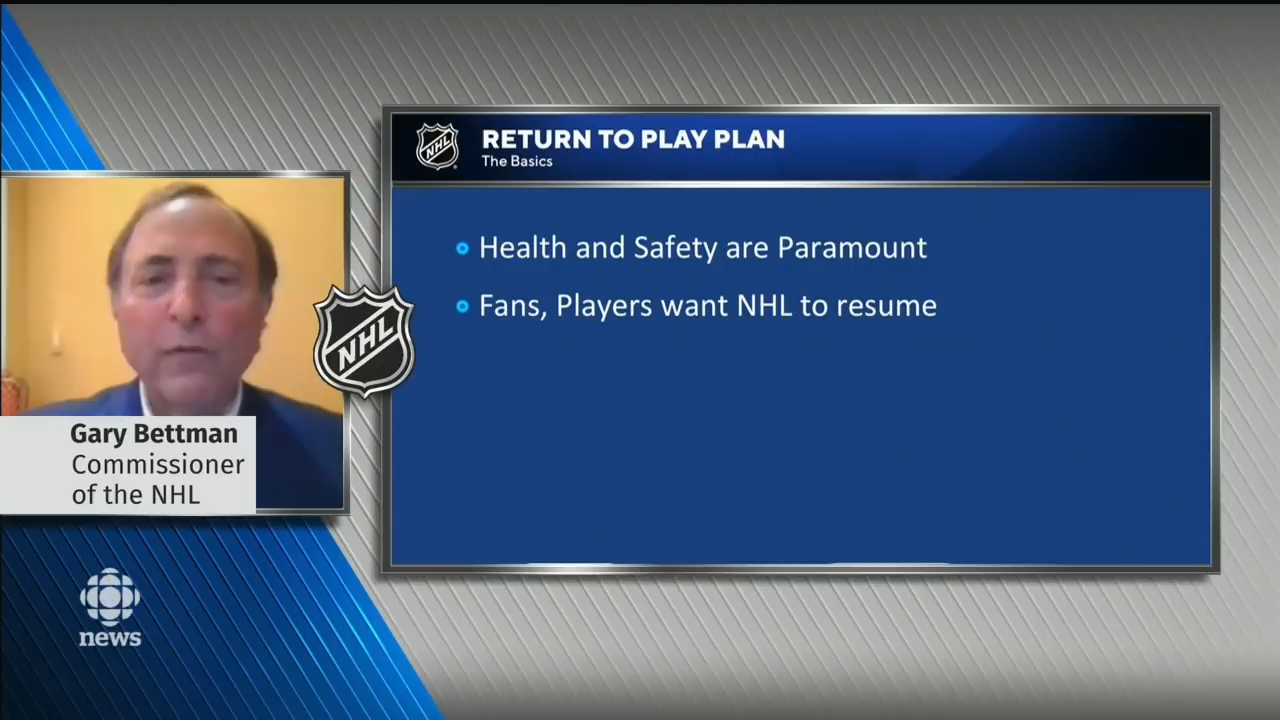 NHL
RETURN TO PLAY PLAN
The Basics
Health and Safety are Paramount
Fans, Players want NHL to resume
NHL
Gary Bettman
Commissioner
of the NHL
news